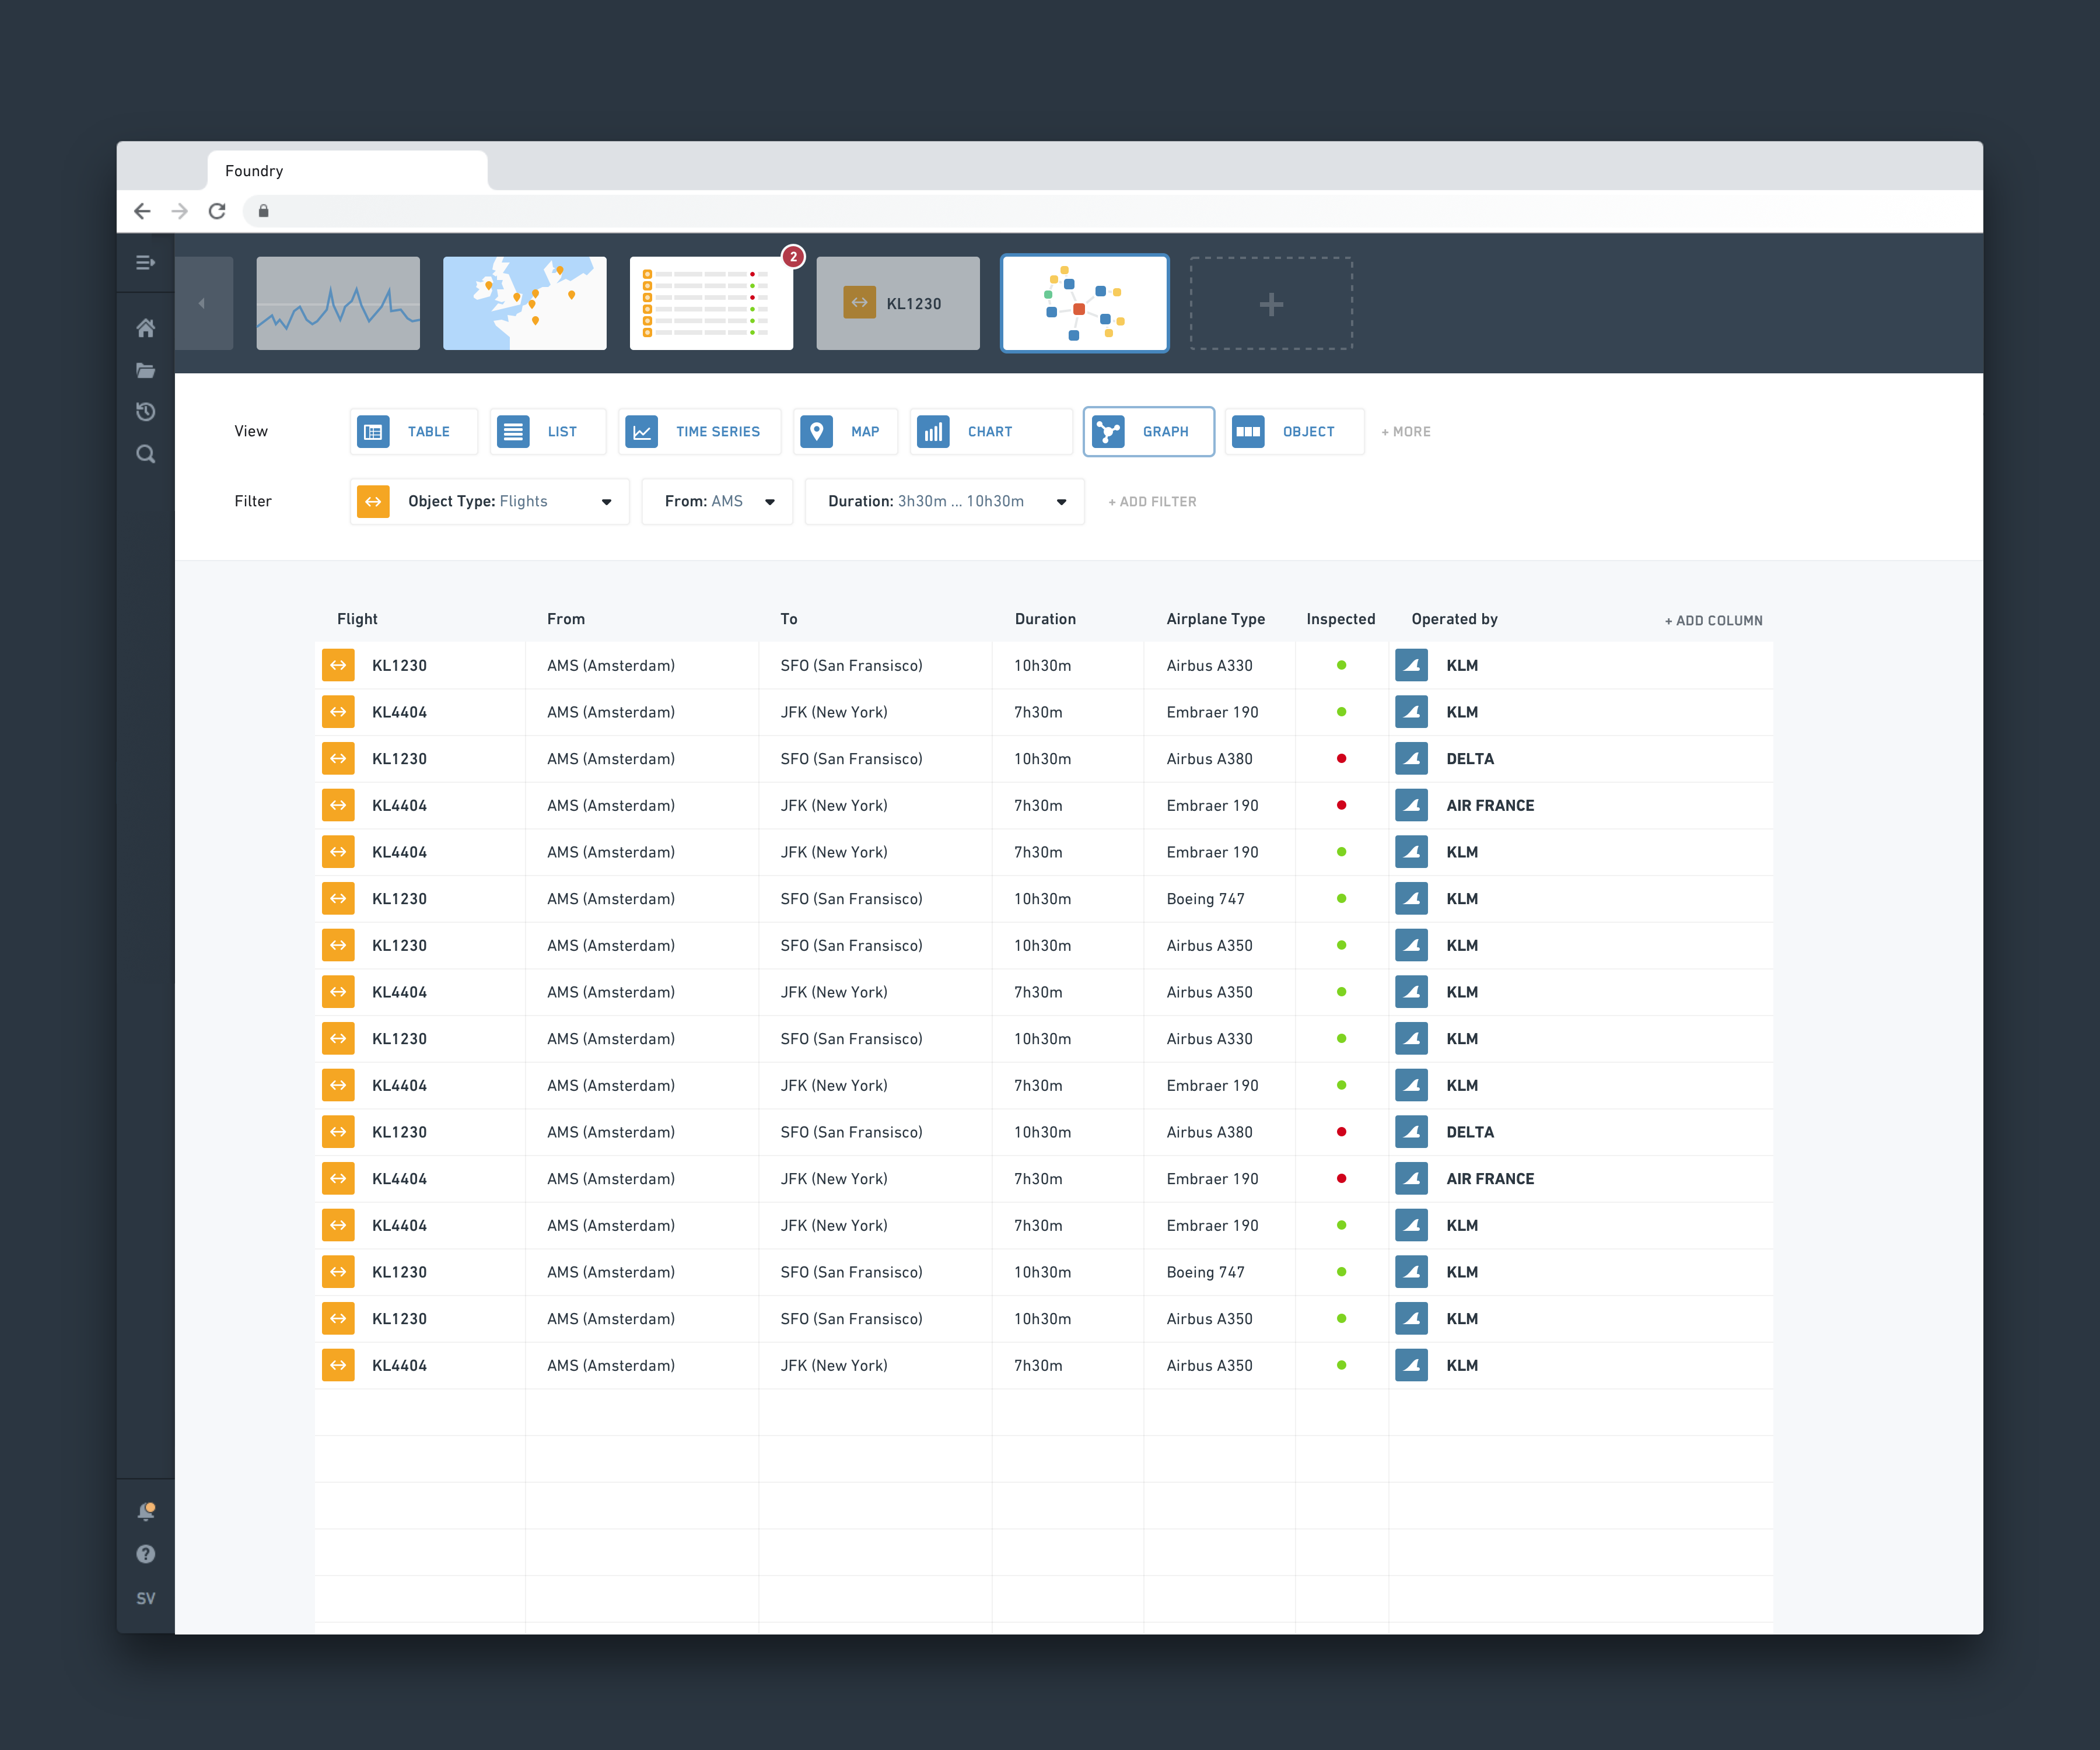 Foundry
2
KL1230
View TABLE LIST TIME SERIES MAP CHART GRAPH OBJECT + MORE
Filter Object Type: Flights From: AMS Duration: 3h30m ... 10h30m + ADD FILTER
Flight From To Duration Airplane Type Inspected Operated by + ADD COLUMN
KL1230 AMS (Amsterdam) SFO (San Fransisco) 10h30m Airbus A330 KLM
KL4404 AMS (Amsterdam) JFK (New York) 7h30m Embraer 190 KLM
KL1230 AMS (Amsterdam) SFO (San Fransisco) 10h30m Airbus A380 DELTA
KL4404 AMS (Amsterdam) JFK (New York) 7h30m Embraer 190 AIR FRANCE
KL4404 AMS (Amsterdam) JFK (New York) 7h30m Embraer 190 KLM
KL1230 AMS (Amsterdam) SFO (San Fransisco) 10h30m Boeing 747 KLM
KL1230 AMS (Amsterdam) SFO (San Fransisco) 10h30m Airbus A350 KLM
KL4404 AMS (Amsterdam) JFK (New York) 7h30m Airbus A350 KLM
KL1230 AMS (Amsterdam) SFO (San Fransisco) 10h30m Airbus A330 KLM
KL4404 AMS (Amsterdam) JFK (New York) 7h30m Embraer 190 KLM
KL1230 AMS (Amsterdam) SFO (San Fransisco) 10h30m Airbus A380 DELTA
KL4404 AMS (Amsterdam) JFK (New York) 7h30m Embraer 190 AIR FRANCE
KL4404 AMS (Amsterdam) JFK (New York) 7h30m Embraer 190 KLM
KL1230 AMS (Amsterdam) SFO (San Fransisco) 10h30m Boeing 747 KLM
KL1230 AMS (Amsterdam) SFO (San Fransisco) 10h30m Airbus A350 KLM
KL4404 AMS (Amsterdam) JFK (New York) 7h30m Airbus A350 KLM
SV